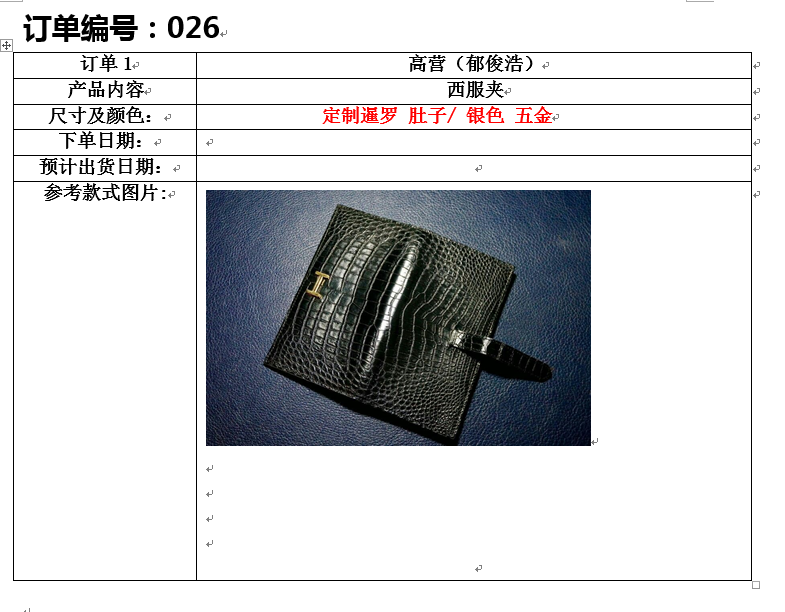 订单编号：026
订单 1 高营（郁俊浩）
产品内容 西服夹
尺寸及颜色： 定制暹罗 肚子/ 银色 五金
下单日期：
预计出货日期：
参考款式图片: